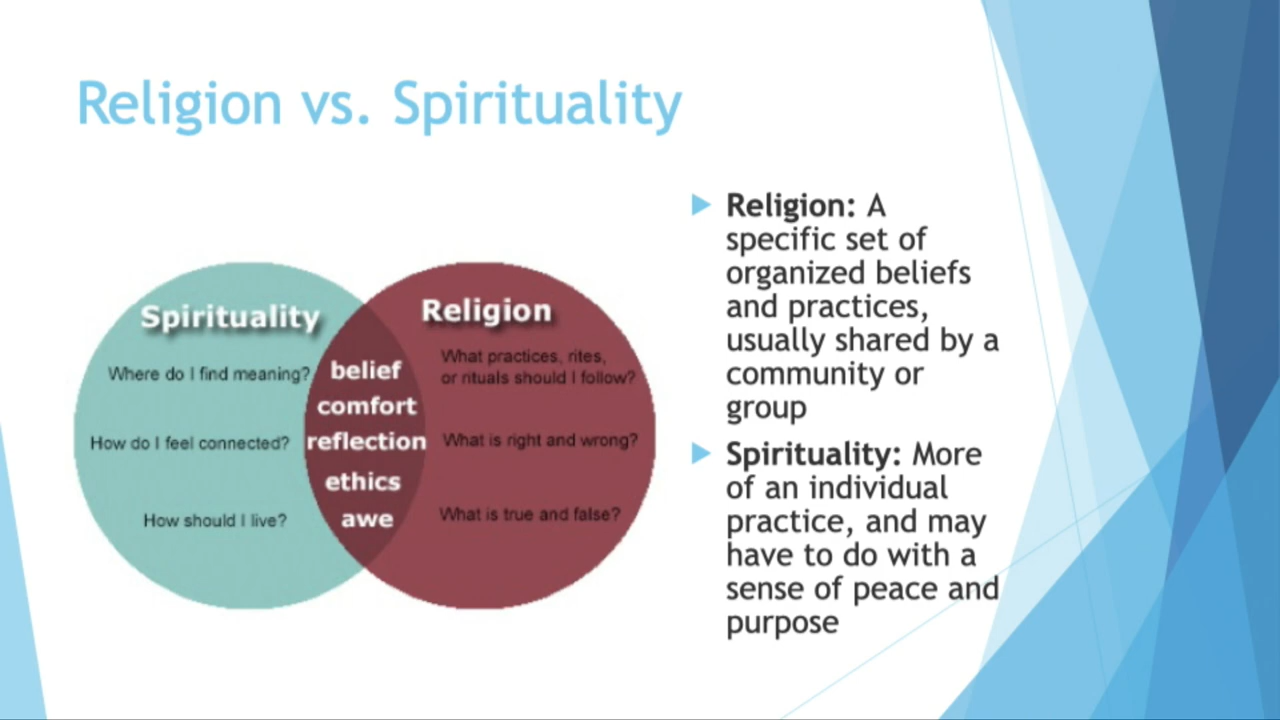 Religion vs. Spirituality
Spirituality
Where do I find meaning?
How do I feel connected?
How should I live?
belief
comfort
reflection
ethics
awe
Religion
What practices, rites,
or rituals should I follow?
What is right and wrong?
What is true and false?
Religion: A
specific set of
organized beliefs
and practices,
usually shared by a
community or
group
Spirituality: More
of an individual
practice, and may
have to do with a
sense of peace and
purpose